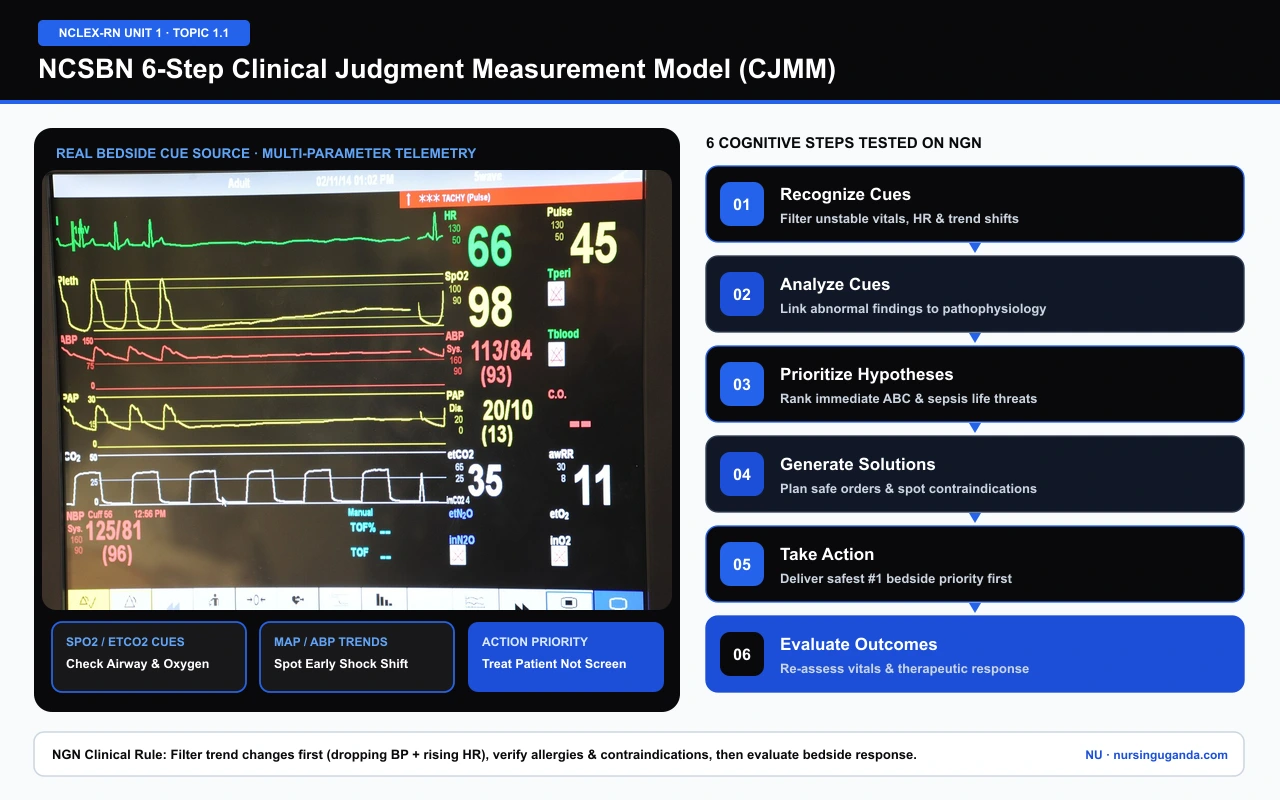 NCLEX-RN UNIT 1 · TOPIC 1.1
NCSBN 6-Step Clinical Judgment Measurement Model (CJMM)
REAL BEDSIDE CUE SOURCE · MULTI-PARAMETER TELEMETRY
Adult 02/11/14 01:02 PM
*** TACHY (Pulse)
1mV
HR
130
50
66
Pulse
130
50
45
Pleth
SpO2
100
90
98
Tperi
ABP 150
75
0
ABP
Sys.
160
90
113/84
(93)
Tblood
PAP 30
15
0
PAP
Dia.
20
0
20/10
(13)
C.O.
--
CO2 50
25
0
etCO2
65
25
35
awRR
30
8
11
NBP Cuff 56 12:56 PM
Sys.
160
90
125/81
(96)
Manual
TOF% --
TOF --
etN2O
inN2O
etO2
inO2
SPO2 / ETCO2 CUES
Check Airway & Oxygen
MAP / ABP TRENDS
Spot Early Shock Shift
ACTION PRIORITY
Treat Patient Not Screen
6 COGNITIVE STEPS TESTED ON NGN
01
Recognize Cues
Filter unstable vitals, HR & trend shifts
02
Analyze Cues
Link abnormal findings to pathophysiology
03
Prioritize Hypotheses
Rank immediate ABC & sepsis life threats
04
Generate Solutions
Plan safe orders & spot contraindications
05
Take Action
Deliver safest #1 bedside priority first
06
Evaluate Outcomes
Re-assess vitals & therapeutic response
NGN Clinical Rule: Filter trend changes first (dropping BP + rising HR), verify allergies & contraindications, then evaluate bedside response.
NU · nursinguganda.com